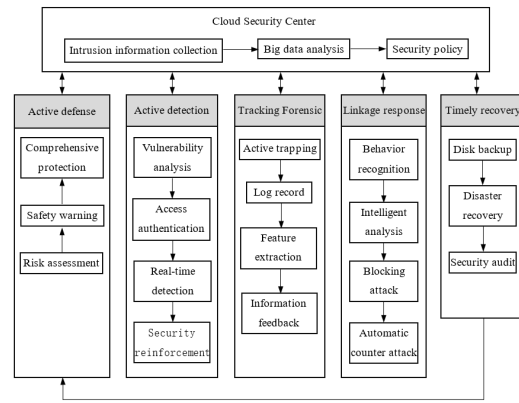 Cloud Security Center
Intrusion information collection
Big data analysis
Security policy
Active defense
Comprehensive
protection
Safety warning
Risk assessment
Active detection
Vulnerability
analysis
Access
authentication
Real-time
detection
Security
reinforcement
Tracking Forensic
Active trapping
Log record
Feature
extraction
Information
feedback
Linkage response
Behavior
recognition
Intelligent
analysis
Blocking
attack
Automatic
counter attack
Timely recovery
Disk backup
Disaster
recovery
Security audit